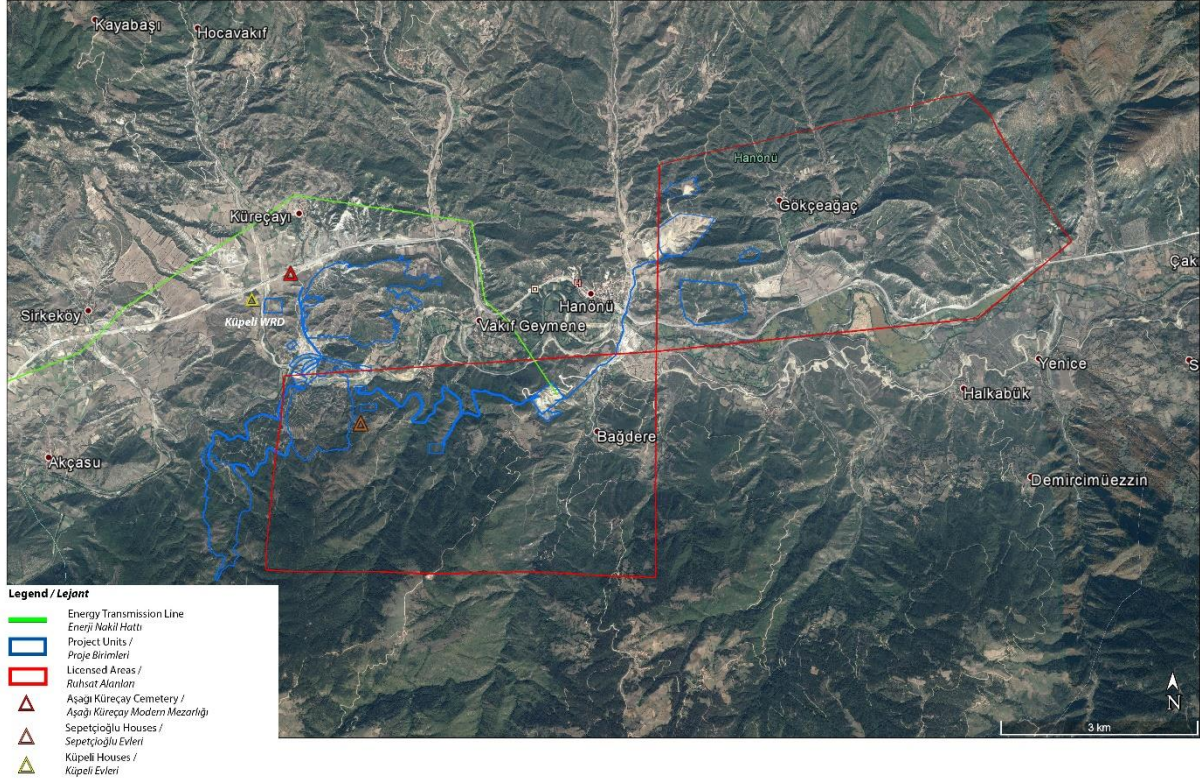 Kayabaşı
Hocavakıf
Hanönü
Küreçayı
Gökçeağaç
Çak
Sirkeköy
Küpeli WRD
Hanönü
Vakıf Geymene
Yenice
S
Halkabük
Bağdere
Akçasu
Demircimüezzin
N
3 km
Legend / Lejant
Energy Transmission Line
Enerji Nakil Hattı
Project Units /
Proje Birimleri
Licensed Areas /
Ruhsat Alanları
Aşağı Küreçay Cemetery /
Aşağı Küreçay Modern Mezarlığı
Sepetçioğlu Houses /
Sepetçioğlu Evleri
Küpeli Houses /
Küpeli Evleri